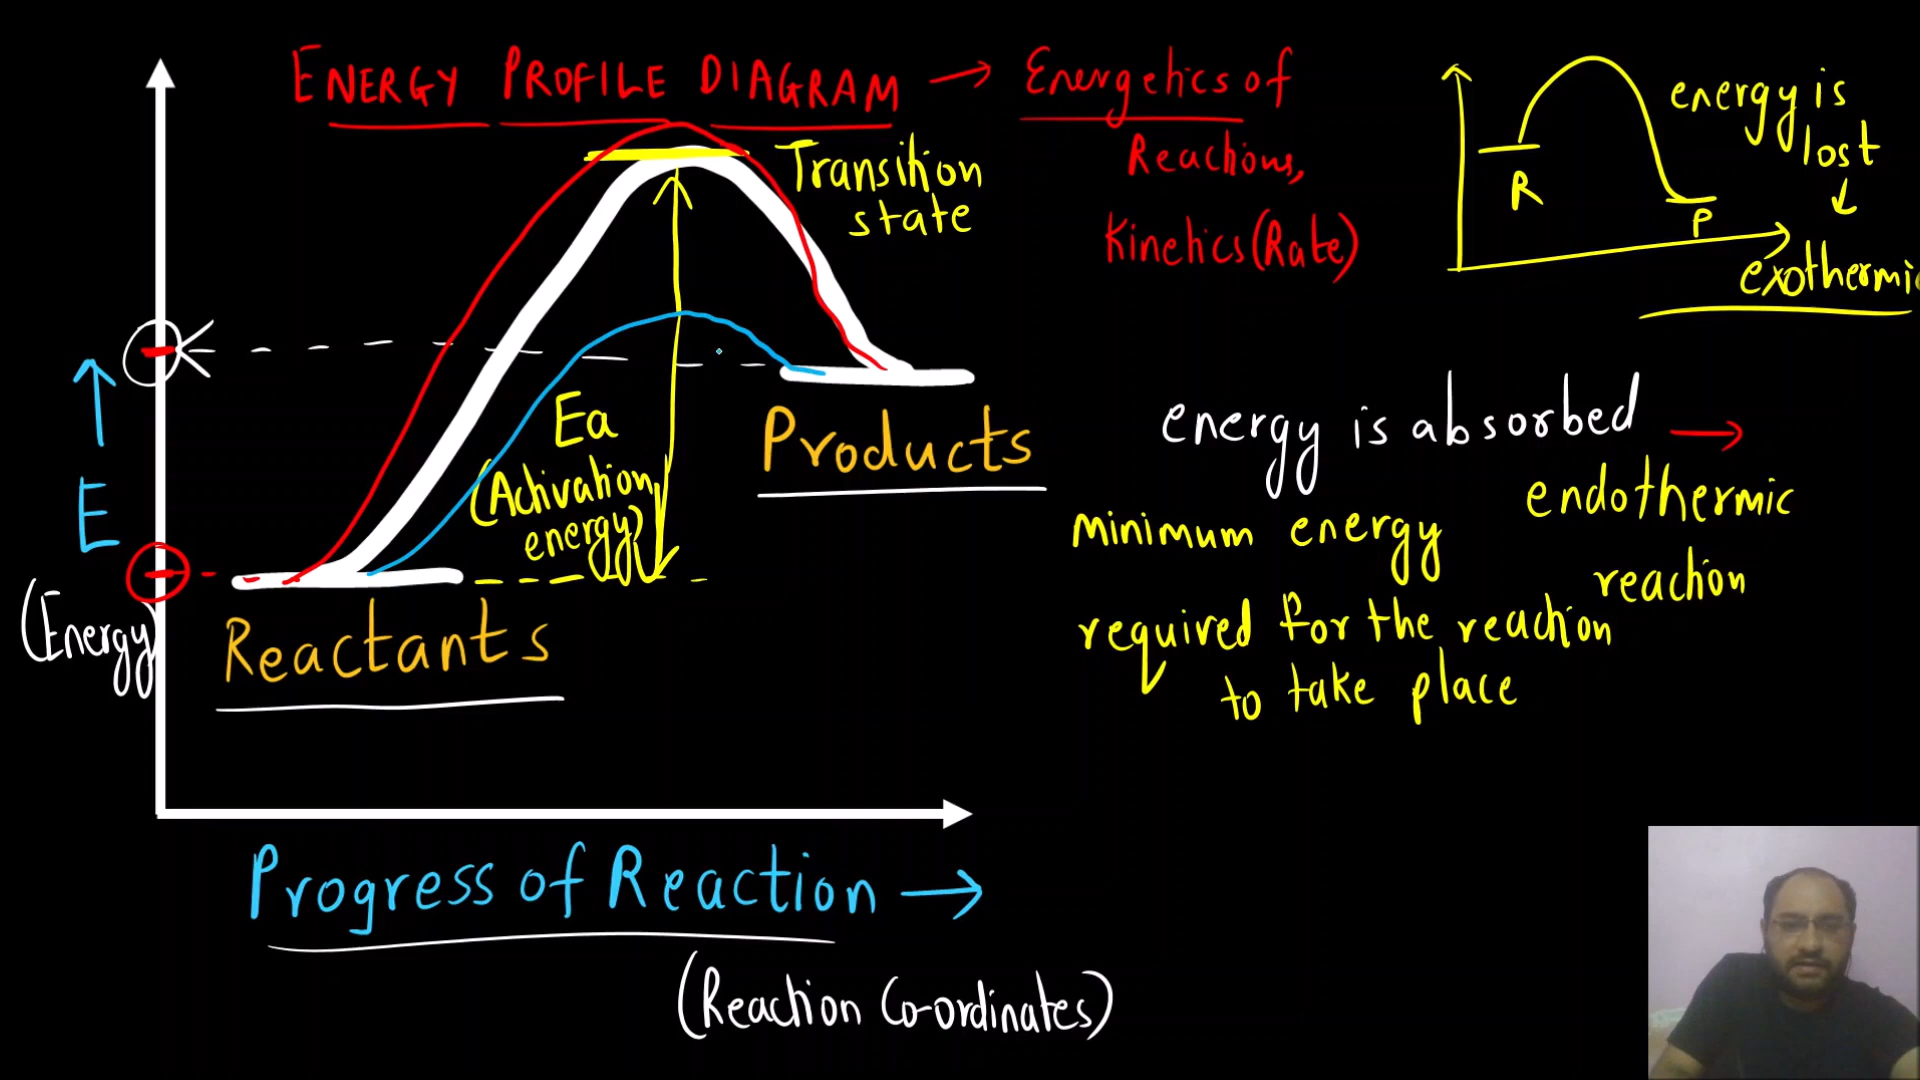 ENERGY PROFILE DIAGRAM → Energetics of
Reactions,
Kinetics (Rate)
Transition
state
energy is
lost
↓
exothermic
R
P
Ea
(Activation
energy)
Products
energy is absorbed →
endothermic
reaction
Minimum energy
required for the reaction
to take place
E
(Energy)
Reactants
Progress of Reaction →
(Reaction Co-ordinates)